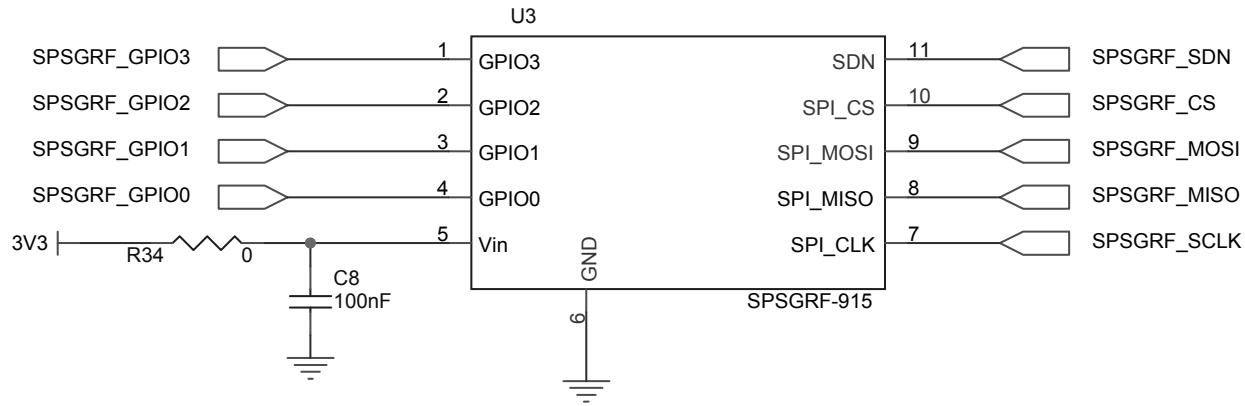 U3
SPSGRF_GPIO3 1 GPIO3 SDN 11 SPSGRF_SDN
SPSGRF_GPIO2 2 GPIO2 SPI_CS 10 SPSGRF_CS
SPSGRF_GPIO1 3 GPIO1 SPI_MOSI 9 SPSGRF_MOSI
SPSGRF_GPIO0 4 GPIO0 SPI_MISO 8 SPSGRF_MISO
3V3 R34 0 5 Vin SPI_CLK 7 SPSGRF_SCLK
GND
C8
100nF
SPSGRF-915
6